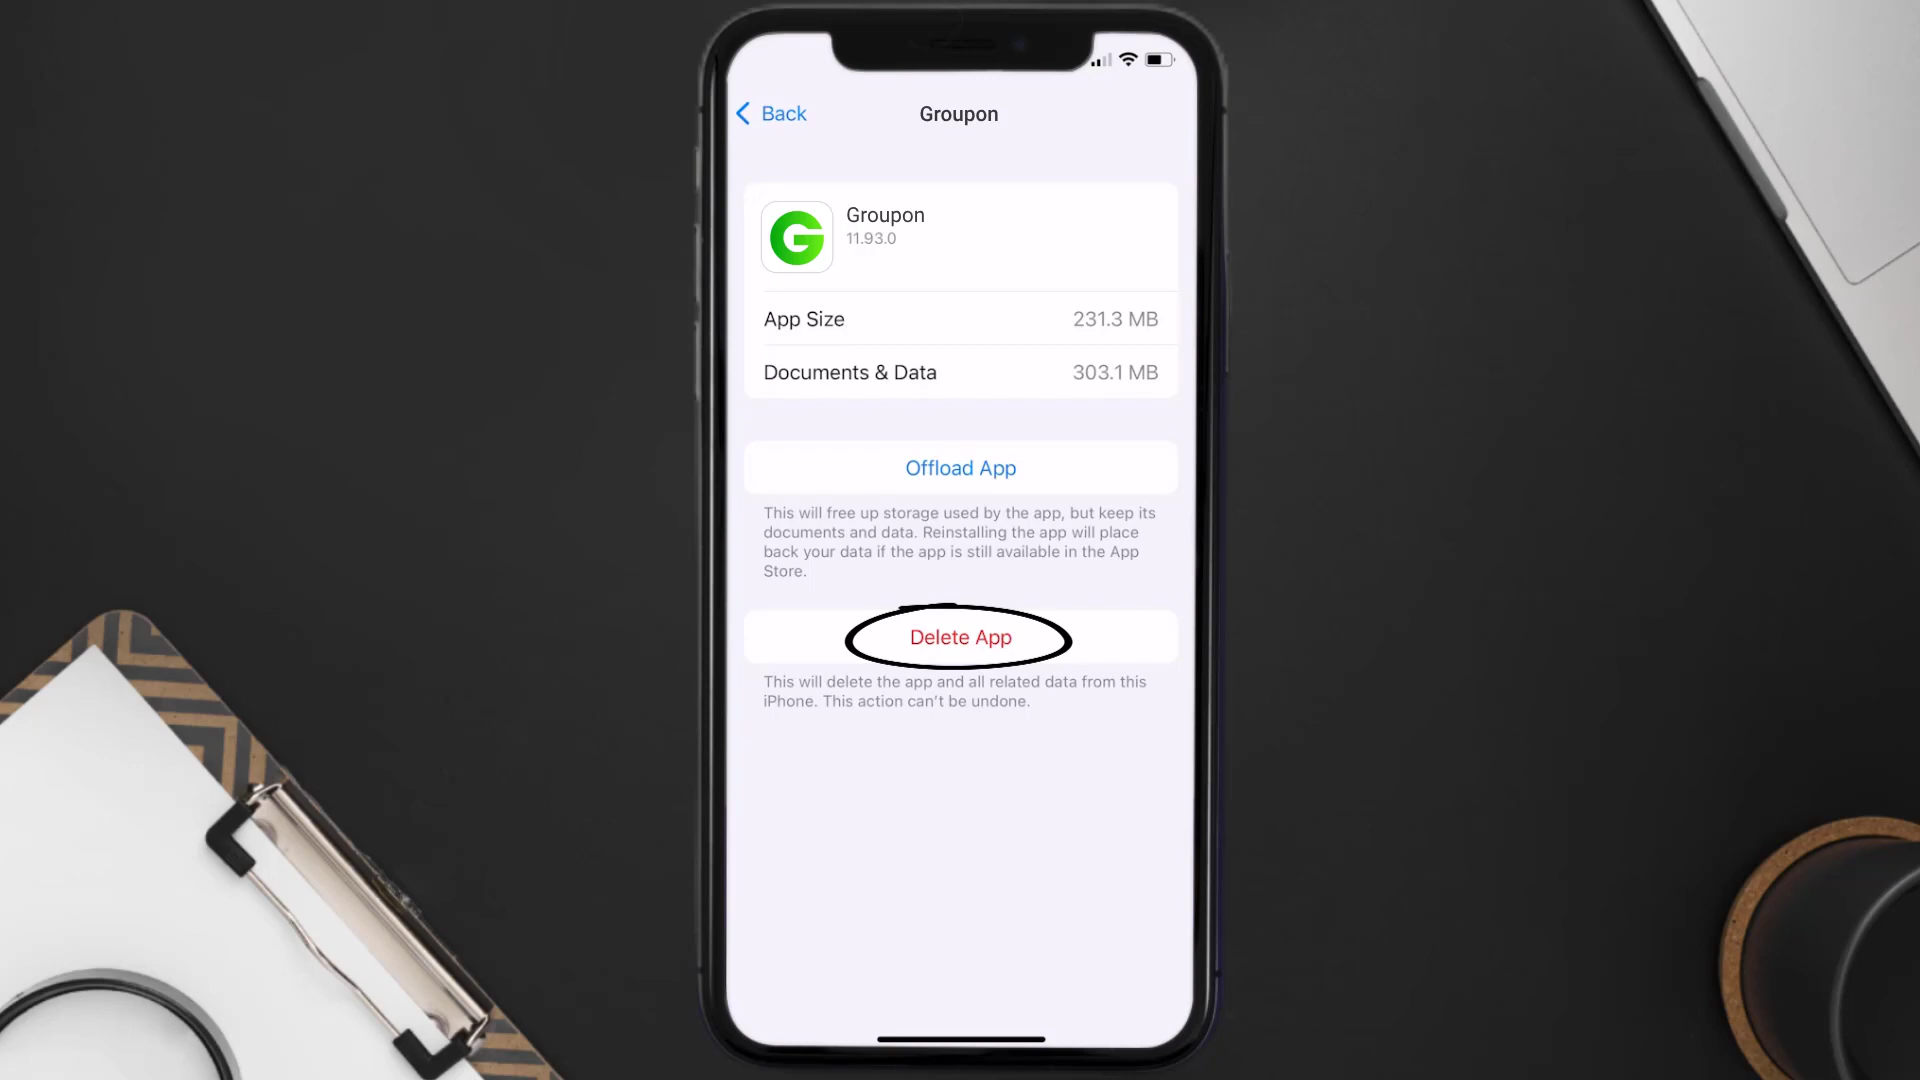 Back
Groupon
Groupon
11.93.0
App Size 231.3 MB
Documents & Data 303.1 MB
Offload App
This will free up storage used by the app, but keep its
documents and data. Reinstalling the app will place
back your data if the app is still available in the App
Store.
Delete App
This will delete the app and all related data from this
iPhone. This action can't be undone.